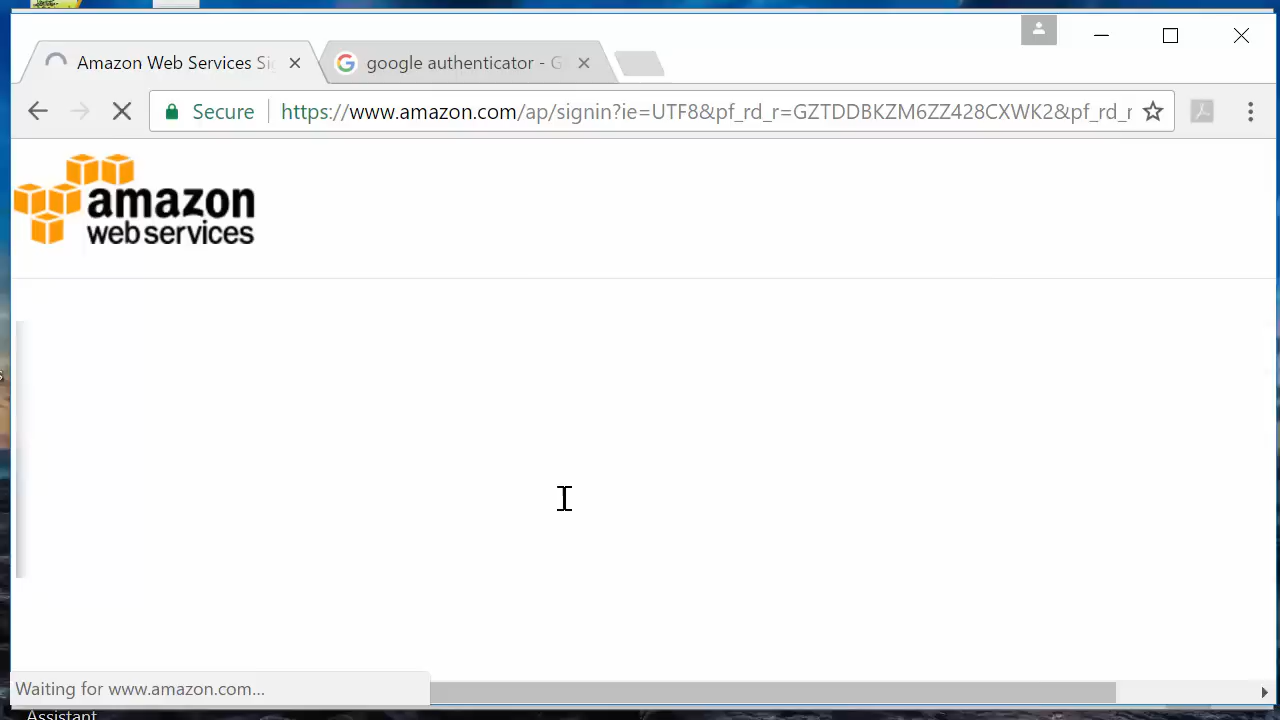 Amazon Web Services Si
google authenticator - G
Secure
https://www.amazon.com/ap/signin?ie=UTF8&pf_rd_r=GZTDDBKZM6ZZ428CXWK2&pf_rd_r
amazon
web services
s
Waiting for www.amazon.com...
Assistant